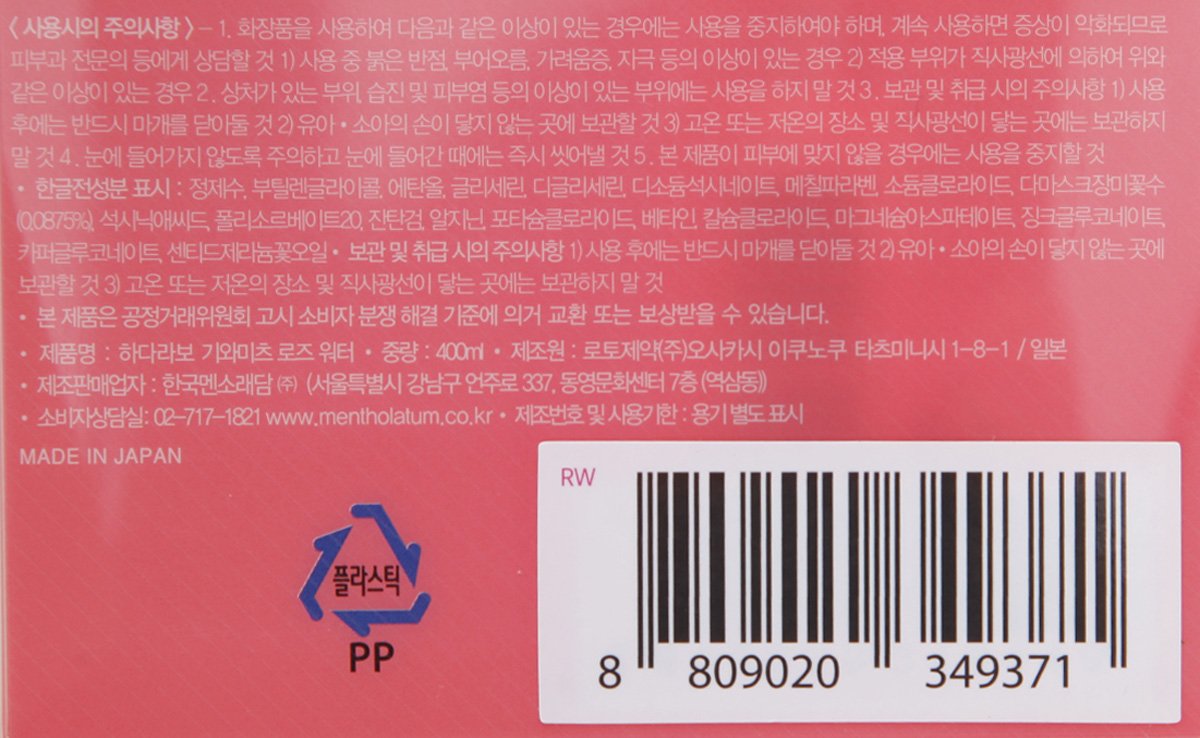 〈 사용시의 주의사항 〉 – 1. 화장품을 사용하여 다음과 같은 이상이 있는 경우에는 사용을 중지하여야 하며, 계속 사용하면 증상이 악화되므로
피부과 전문의 등에게 상담할 것 1) 사용 중 붉은 반점, 부어오름, 가려움증, 자극 등의 이상이 있는 경우 2) 적용 부위가 직사광선에 의하여 위와
같은 이상이 있는 경우 2. 상처가 있는 부위, 습진 및 피부염 등의 이상이 있는 부위에는 사용을 하지 말 것 3. 보관 및 취급 시의 주의사항 1) 사용
후에는 반드시 마개를 닫아둘 것 2) 유아 • 소아의 손이 닿지 않는 곳에 보관할 것 3) 고온 또는 저온의 장소 및 직사광선이 닿는 곳에는 보관하지
말 것 4. 눈에 들어가지 않도록 주의하고 눈에 들어간 때에는 즉시 씻어낼 것 5. 본 제품이 피부에 맞지 않을 경우에는 사용을 중지할 것
• 한글전성분 표시 : 정제수, 부틸렌글라이콜, 에탄올, 글리세린, 디글리세린, 디소듐석시네이트, 메칠파라벤, 소듐클로라이드, 다마스크장미꽃수
(0.0875%), 석시닉애씨드, 폴리소르베이트20, 잔탄검, 알지닌, 포타슘클로라이드, 베타인, 칼슘클로라이드, 마그네슘아스파테이트, 징크글루코네이트,
카퍼글루코네이트, 센티드제라늄꽃오일 • 보관 및 취급 시의 주의사항 1) 사용 후에는 반드시 마개를 닫아둘 것 2) 유아 • 소아의 손이 닿지 않는 곳에
보관할 것 3) 고온 또는 저온의 장소 및 직사광선이 닿는 곳에는 보관하지 말 것
• 본 제품은 공정거래위원회 고시 소비자 분쟁 해결 기준에 의거 교환 또는 보상받을 수 있습니다.
• 제품명 : 하다라보 기와미츠 로즈 워터 • 중량 : 400ml • 제조원 : 로토제약(주)오사카시 이쿠노쿠 타츠미니시 1-8-1 / 일본
• 제조판매업자 : 한국멘소래담 ㈜ (서울특별시 강남구 언주로 337, 동영문화센터 7층 (역삼동))
• 소비자상담실: 02-717-1821 www.mentholatum.co.kr • 제조번호 및 사용기한 : 용기 별도 표시
MADE IN JAPAN
RW
플라스틱
PP
8 809020 349371